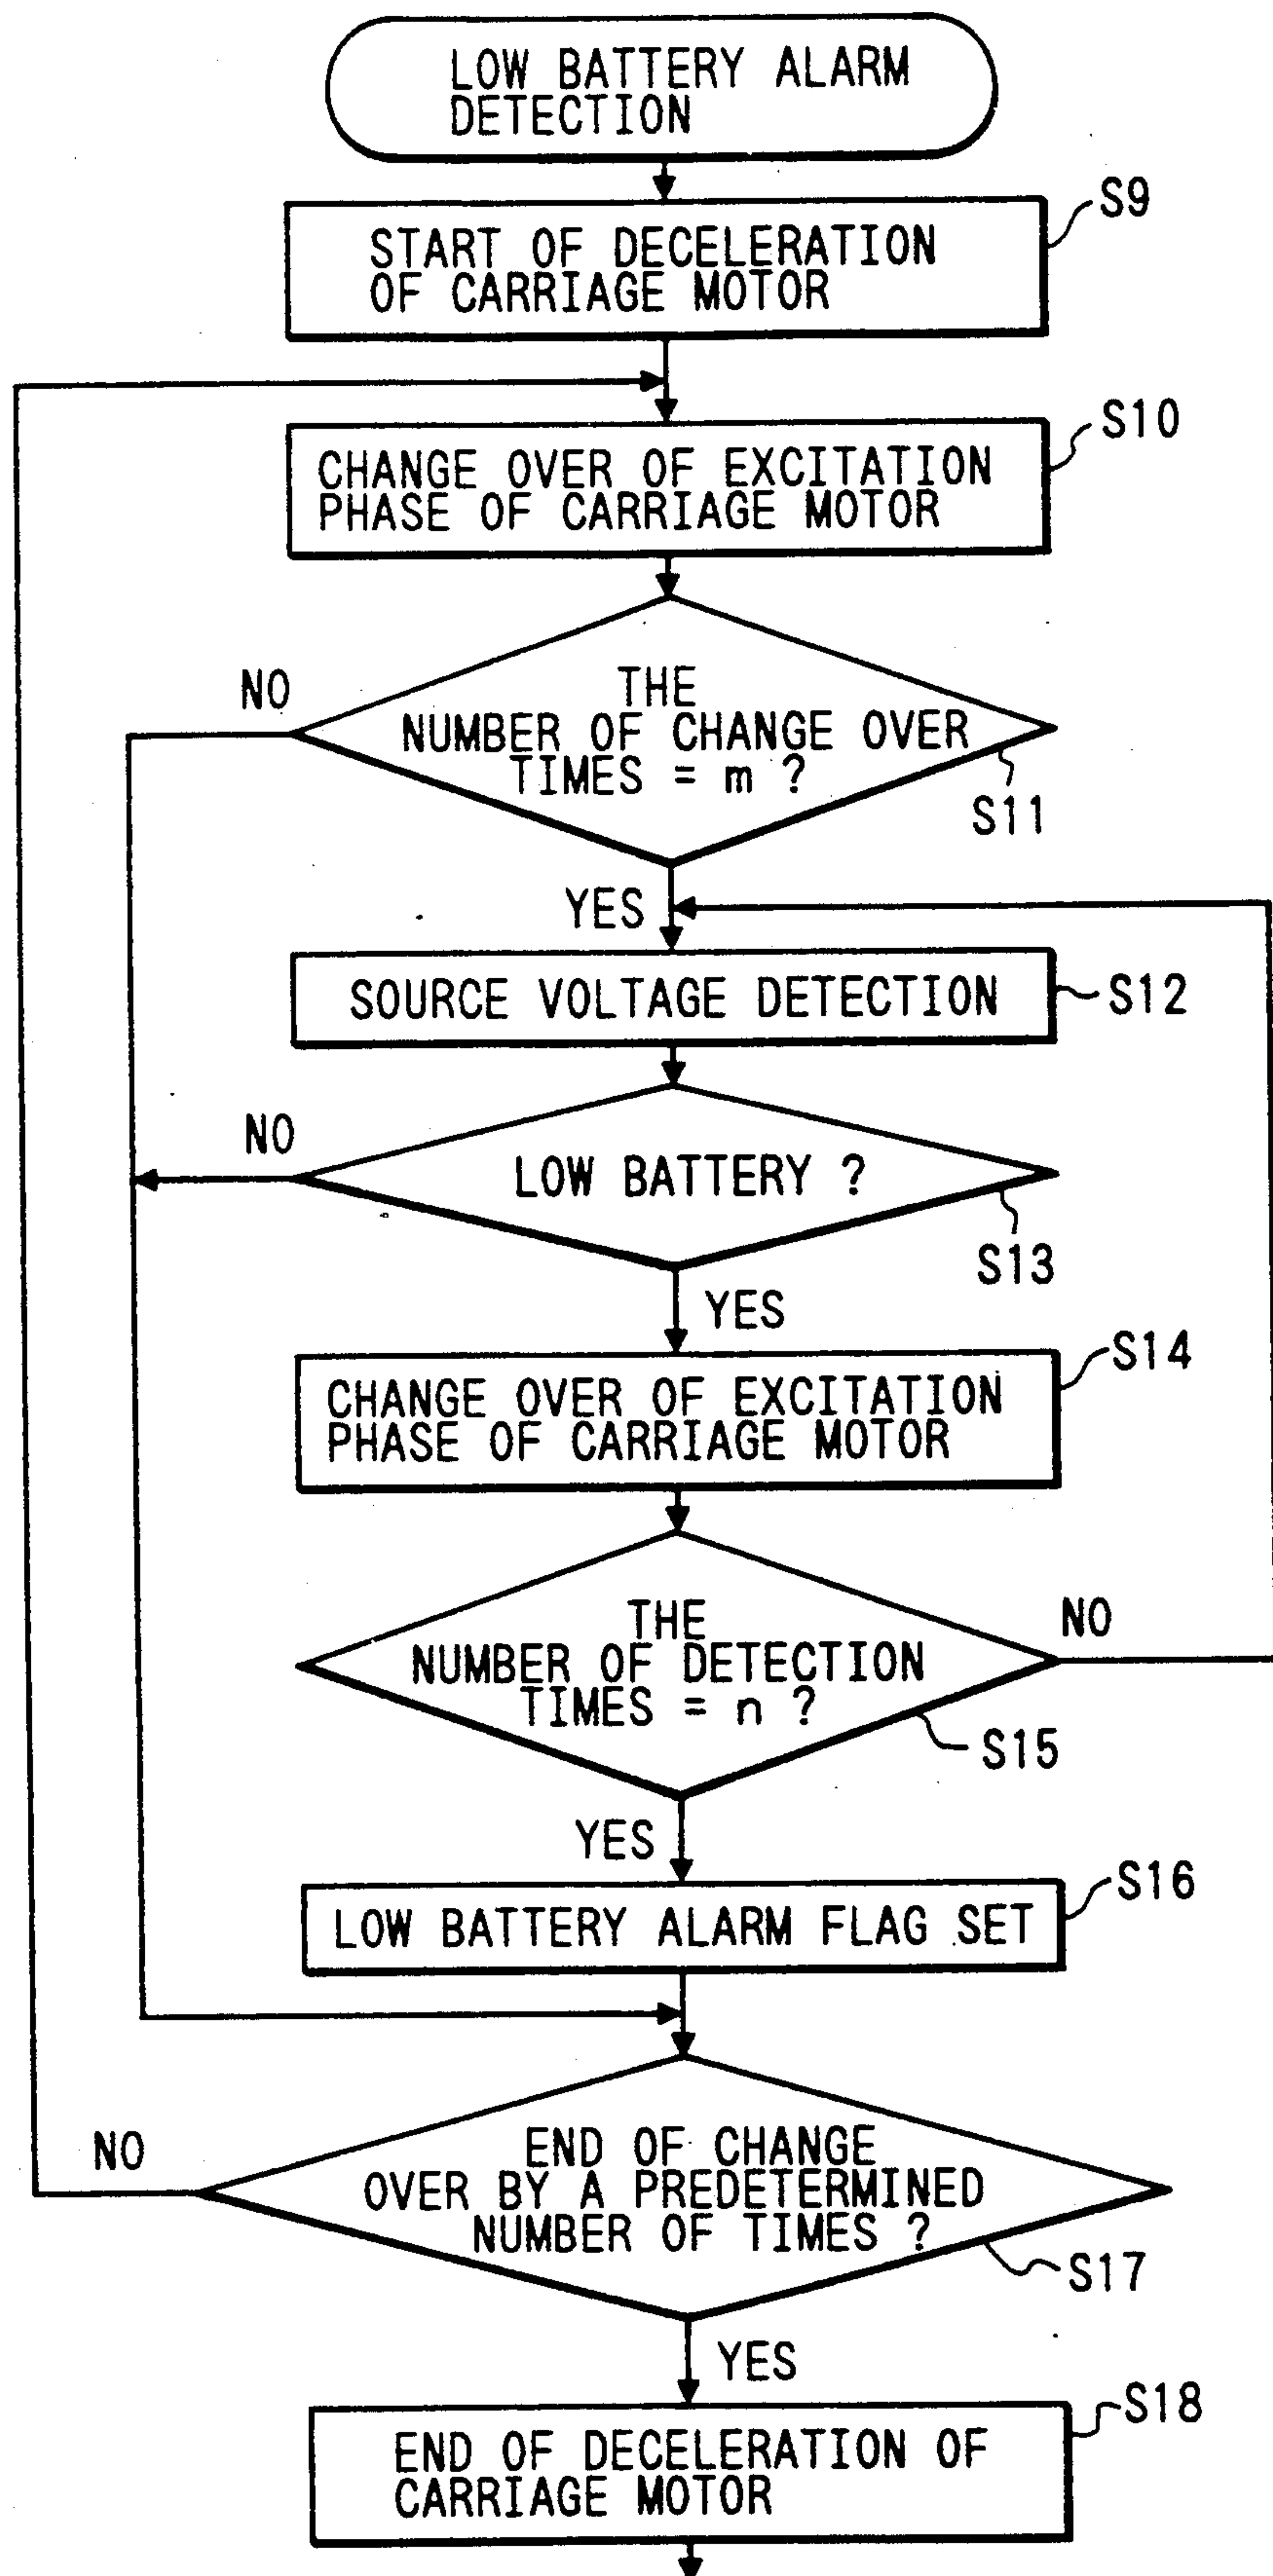 LOW BATTERY ALARM
DETECTION
S9
START OF DECELERATION
OF CARRIAGE MOTOR
S10
CHANGE OVER OF EXCITATION
PHASE OF CARRIAGE MOTOR
NO
THE
NUMBER OF CHANGE OVER
TIMES = m ?
S11
YES
SOURCE VOLTAGE DETECTION
S12
NO
LOW BATTERY ?
S13
YES
S14
CHANGE OVER OF EXCITATION
PHASE OF CARRIAGE MOTOR
THE
NUMBER OF DETECTION
TIMES = n ?
NO
S15
YES
S16
LOW BATTERY ALARM FLAG SET
NO
END OF CHANGE
OVER BY A PREDETERMINED
NUMBER OF TIMES ?
S17
YES
S18
END OF DECELERATION OF
CARRIAGE MOTOR